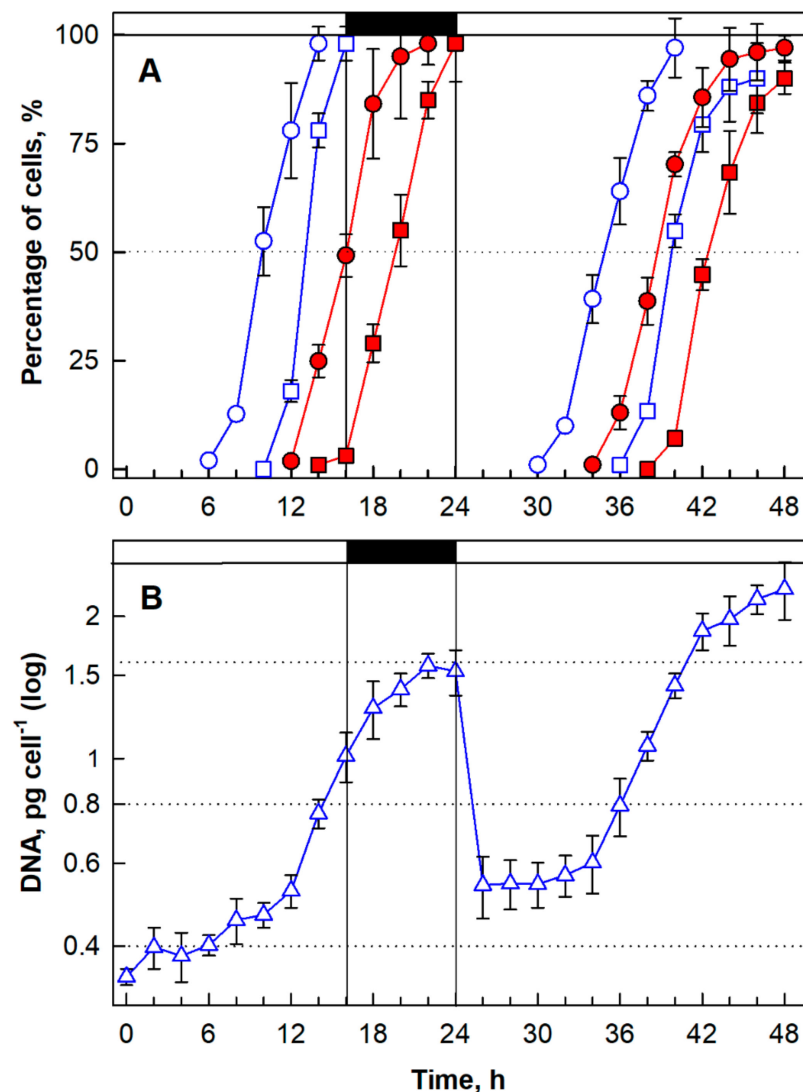 A
Percentage of cells, %
100
75
50
25
0
0 6 12 18 24 30 36 42 48
B
DNA, pg cell⁻¹ (log)
2
1.5
1
0.8
0.6
0.4
0 6 12 18 24 30 36 42 48
Time, h